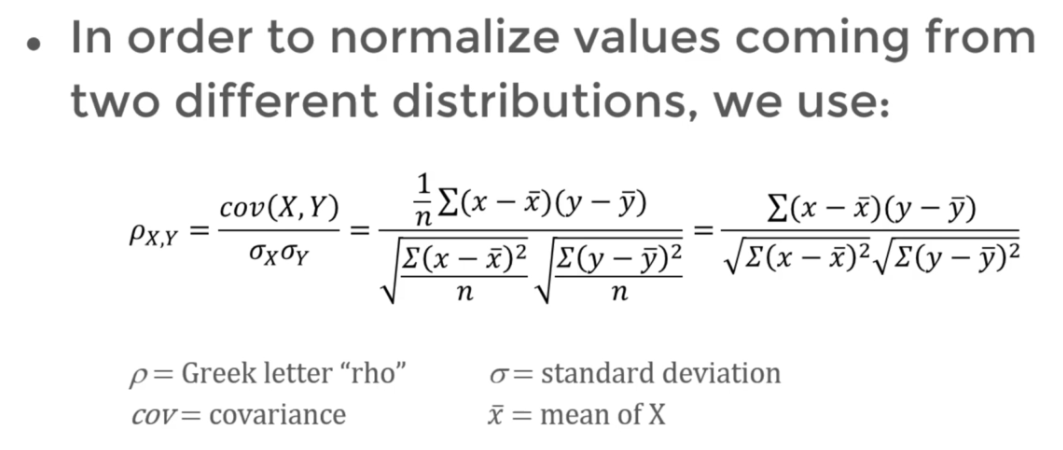 • In order to normalize values coming from
two different distributions, we use:
ρX,Y = cov(X, Y) / σXσY = (1/n Σ(x − x̄)(y − ȳ)) / (√(Σ(x − x̄)²/n) √(Σ(y − ȳ)²/n)) = Σ(x − x̄)(y − ȳ) / (√Σ(x − x̄)² √Σ(y − ȳ)²)
ρ = Greek letter “rho” σ = standard deviation
cov = covariance x̄ = mean of X